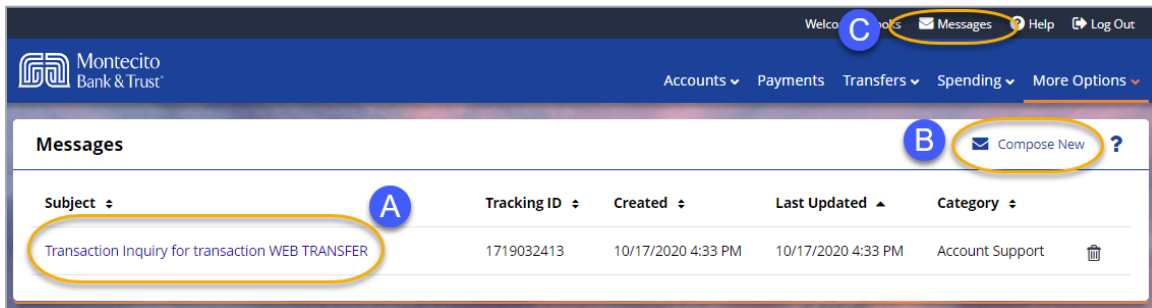 Welco C oks Messages ? Help Log Out
Montecito
Bank & Trust
Accounts Payments Transfers Spending More Options
Messages B Compose New ?
Subject A Tracking ID Created Last Updated Category
Transaction Inquiry for transaction WEB TRANSFER 1719032413 10/17/2020 4:33 PM 10/17/2020 4:33 PM Account Support